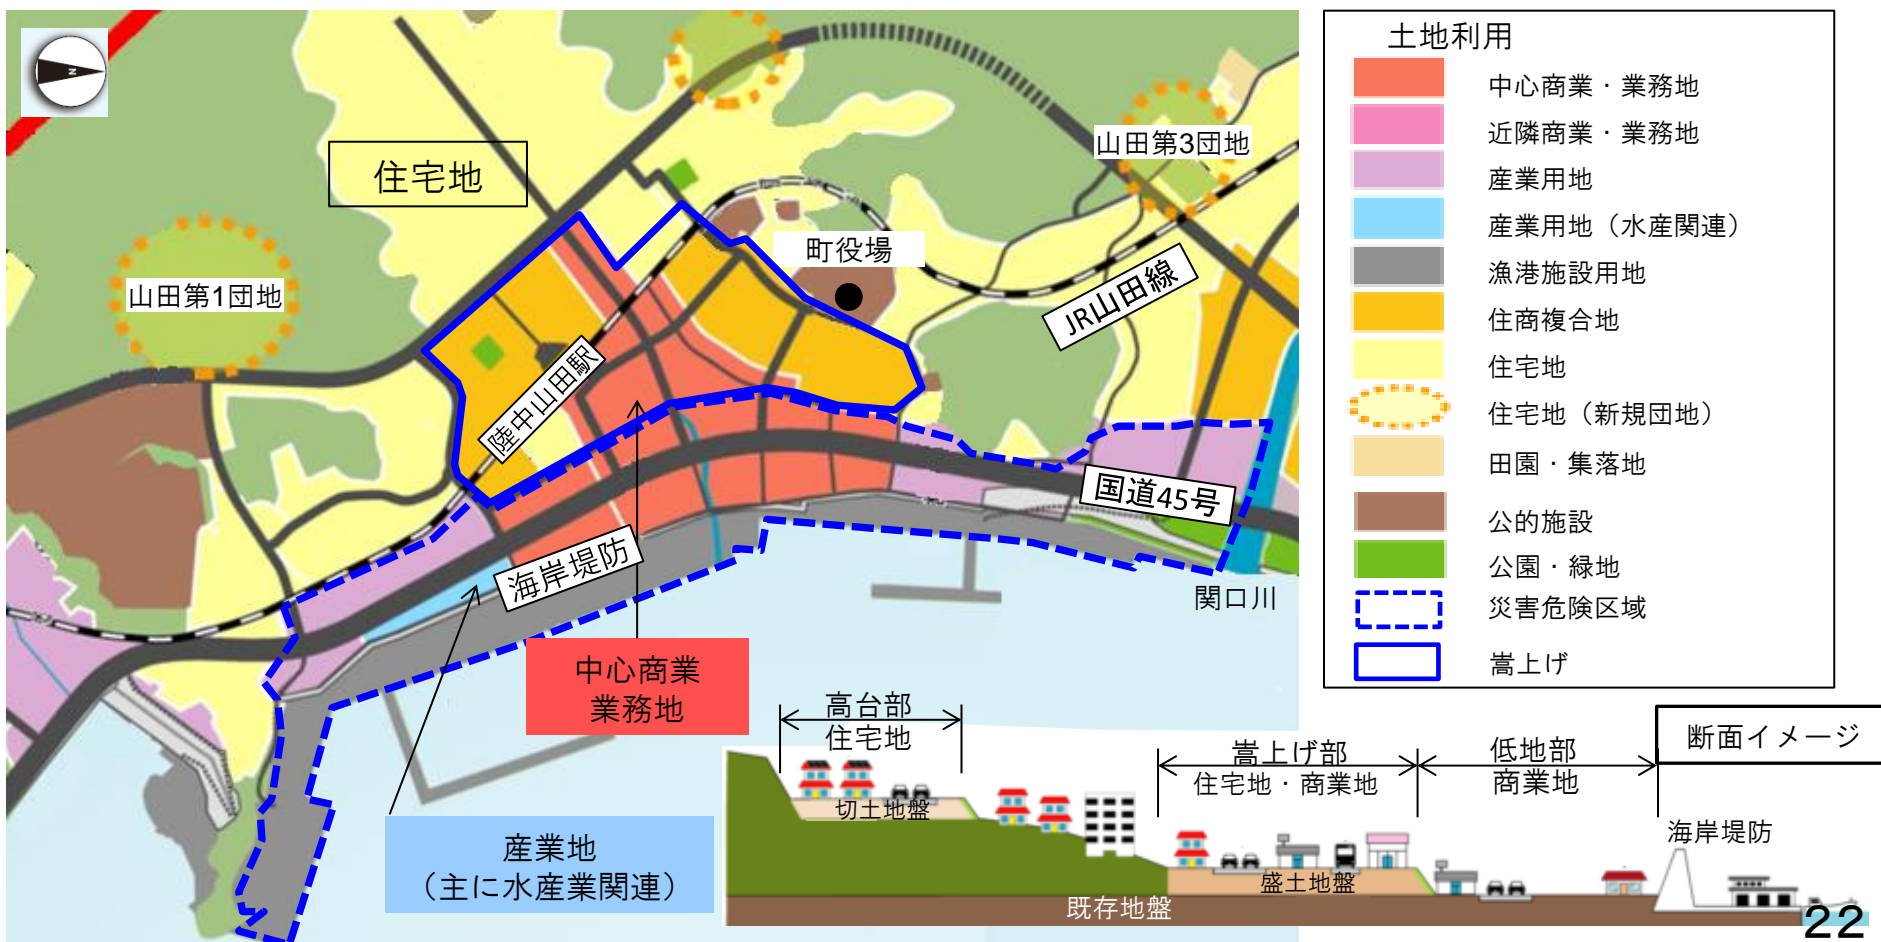 N
住宅地
山田第1団地
山田第3団地
町役場
JR山田線
陸中山田駅
国道45号
海岸堤防
関口川
中心商業
業務地
産業地
（主に水産業関連）
土地利用
中心商業・業務地
近隣商業・業務地
産業用地
産業用地（水産関連）
漁港施設用地
住商複合地
住宅地
住宅地（新規団地）
田園・集落地
公的施設
公園・緑地
災害危険区域
嵩上げ
断面イメージ
高台部
住宅地
嵩上げ部
住宅地・商業地
低地部
商業地
切土地盤
盛土地盤
既存地盤
海岸堤防
22